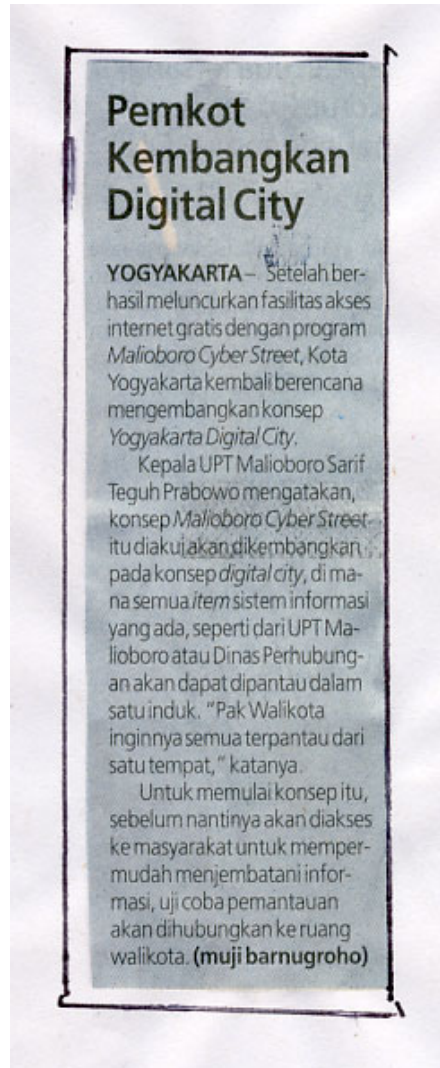 Pemkot
Kembangkan
Digital City
YOGYAKARTA – Setelah ber-
hasil meluncurkan fasilitas akses
internet gratis dengan program
Malioboro Cyber Street, Kota
Yogyakarta kembali berencana
mengembangkan konsep
Yogyakarta Digital City.
Kepala UPT Malioboro Sarif
Teguh Prabowo mengatakan,
konsep Malioboro Cyber Street
itu diakui akan dikembangkan
pada konsep digital city, di ma-
na semua item sistem informasi
yang ada, seperti dari UPT Ma-
lioboro atau Dinas Perhubung-
an akan dapat dipantau dalam
satu induk. “Pak Walikota
inginnya semua terpantau dari
satu tempat,” katanya.
Untuk memulai konsep itu,
sebelum nantinya akan diakses
ke masyarakat untuk memper-
mudah menjembatani infor-
masi, uji coba pemantauan
akan dihubungkan ke ruang
walikota. (muji barnugroho)